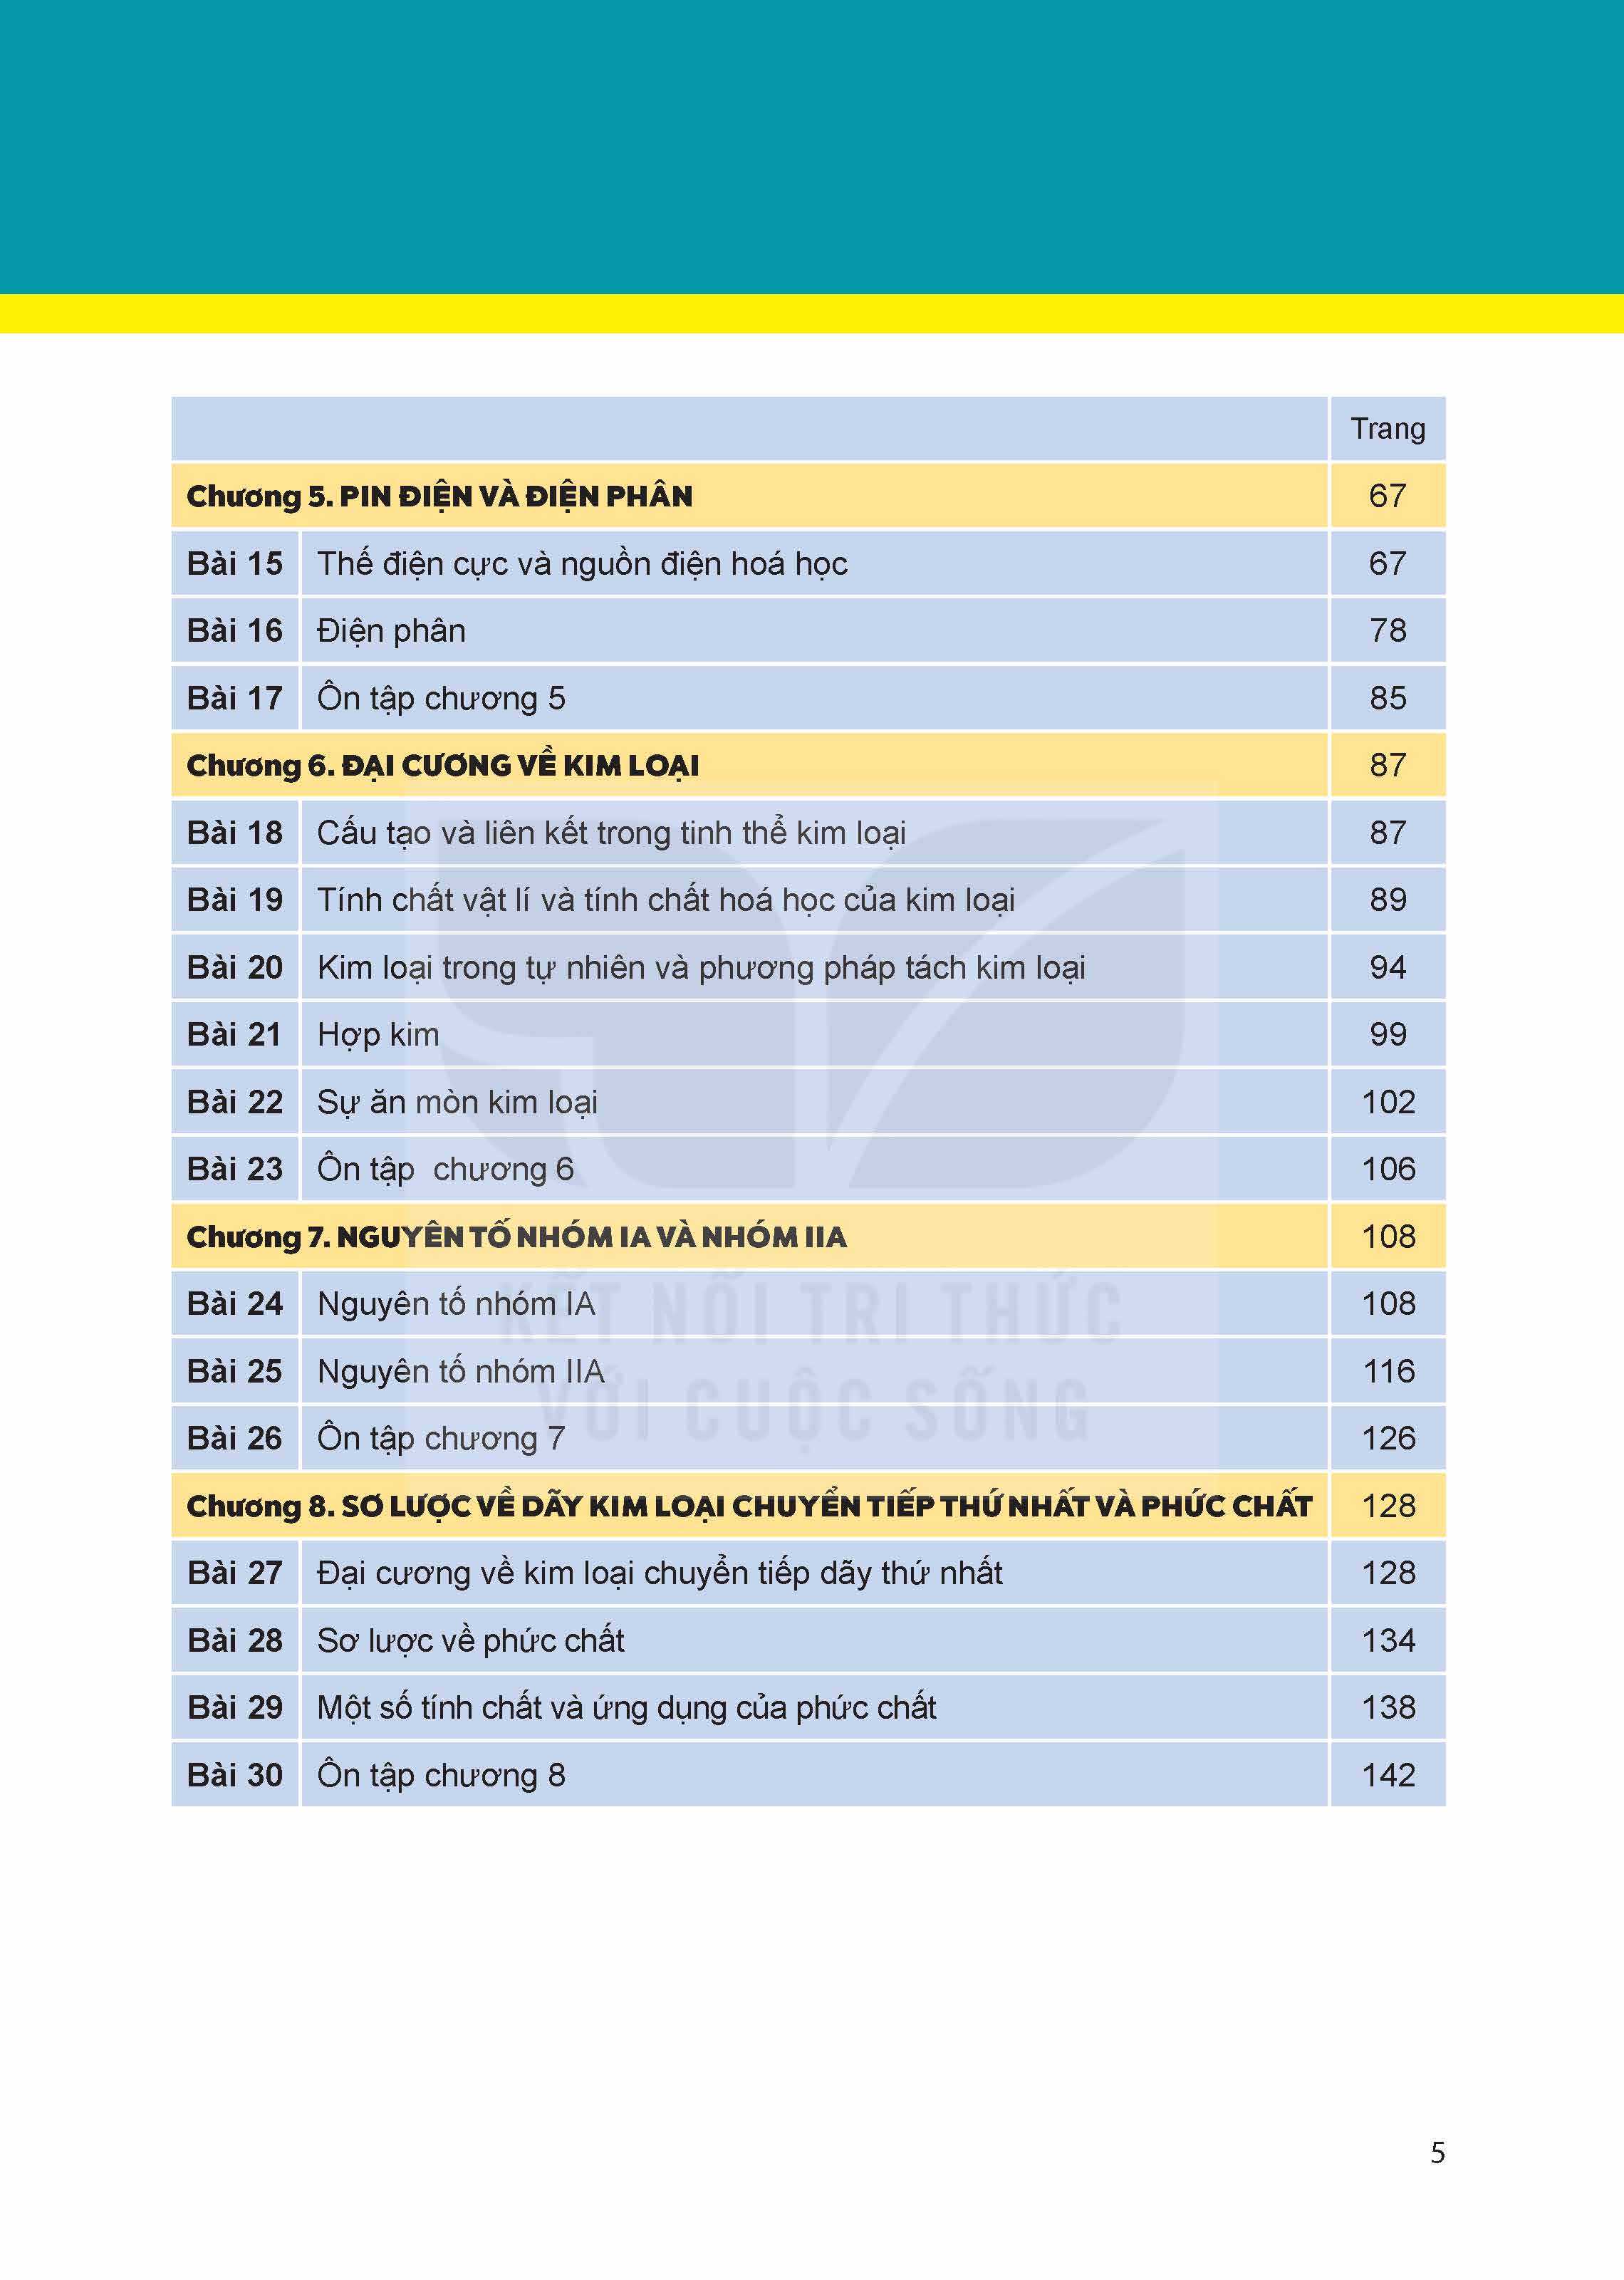 Trang
Chương 5. PIN ĐIỆN VÀ ĐIỆN PHÂN 67
Bài 15 Thế điện cực và nguồn điện hoá học 67
Bài 16 Điện phân 78
Bài 17 Ôn tập chương 5 85
Chương 6. ĐẠI CƯƠNG VỀ KIM LOẠI 87
Bài 18 Cấu tạo và liên kết trong tinh thể kim loại 87
Bài 19 Tính chất vật lí và tính chất hoá học của kim loại 89
Bài 20 Kim loại trong tự nhiên và phương pháp tách kim loại 94
Bài 21 Hợp kim 99
Bài 22 Sự ăn mòn kim loại 102
Bài 23 Ôn tập chương 6 106
Chương 7. NGUYÊN TỐ NHÓM IA VÀ NHÓM IIA 108
Bài 24 Nguyên tố nhóm IA 108
KẾT NỐI TRI THỨC
Bài 25 Nguyên tố nhóm IIA 116
VỚI CUỘC SỐNG
Bài 26 Ôn tập chương 7 126
Chương 8. SƠ LƯỢC VỀ DÃY KIM LOẠI CHUYỂN TIẾP THỨ NHẤT VÀ PHỨC CHẤT 128
Bài 27 Đại cương về kim loại chuyển tiếp dãy thứ nhất 128
Bài 28 Sơ lược về phức chất 134
Bài 29 Một số tính chất và ứng dụng của phức chất 138
Bài 30 Ôn tập chương 8 142
5